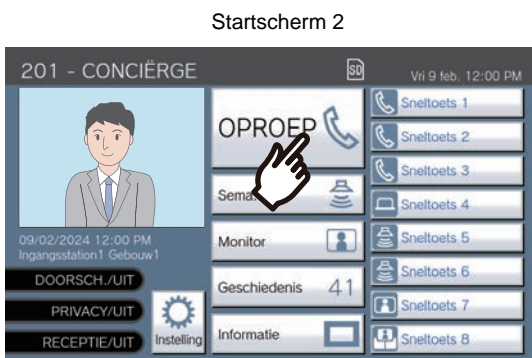 Startscherm 2
201 - CONCIËRGE
SD
Vri 9 feb. 12:00 PM
09/02/2024 12:00 PM
Ingangsstation1 Gebouw1
DOORSCH./UIT
PRIVACY/UIT
RECEPTIE/UIT
Instelling
OPROEP
Monitor
Geschiedenis 41
Informatie
Sneltoets 1
Sneltoets 2
Sneltoets 3
Sneltoets 4
Sneltoets 5
Sneltoets 6
Sneltoets 7
Sneltoets 8